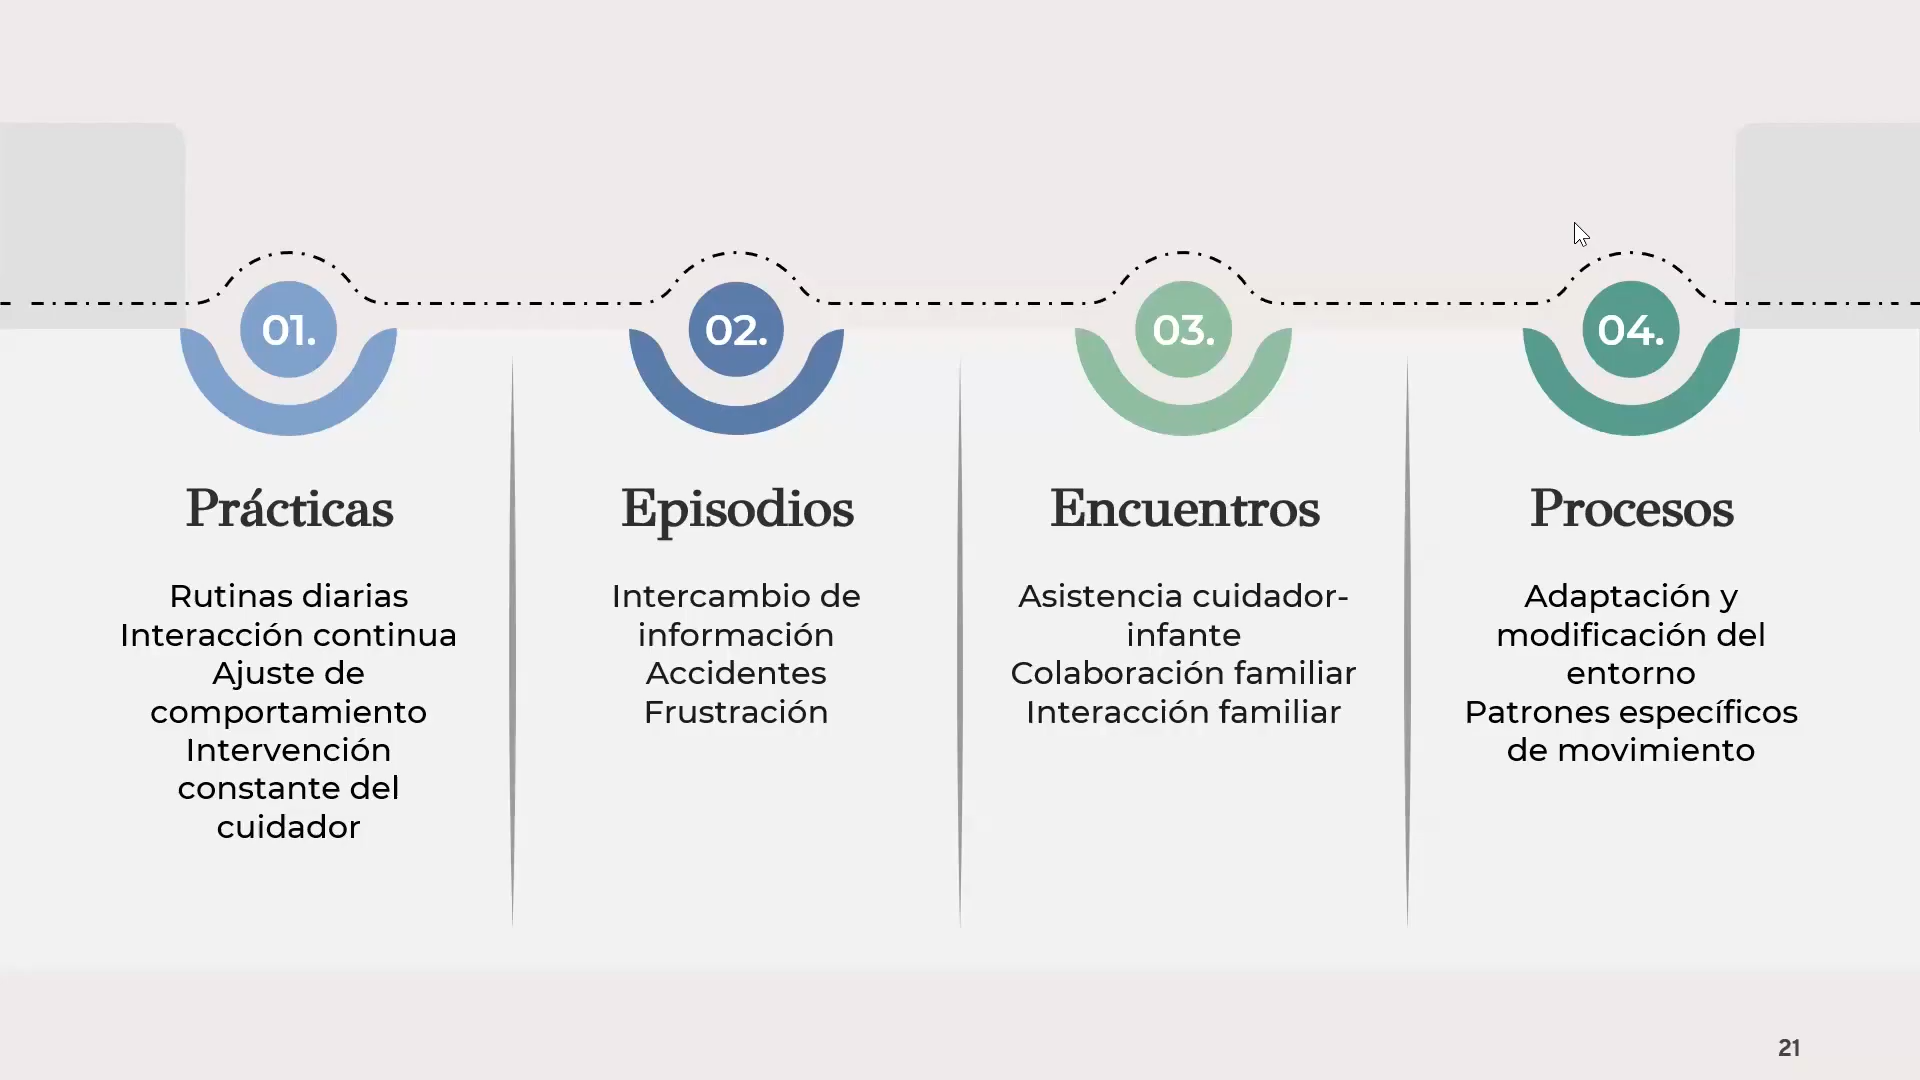 01.
Prácticas
Rutinas diarias
Interacción continua
Ajuste de
comportamiento
Intervención
constante del
cuidador
02.
Episodios
Intercambio de
información
Accidentes
Frustración
03.
Encuentros
Asistencia cuidador-
infante
Colaboración familiar
Interacción familiar
04.
Procesos
Adaptación y
modificación del
entorno
Patrones específicos
de movimiento
21